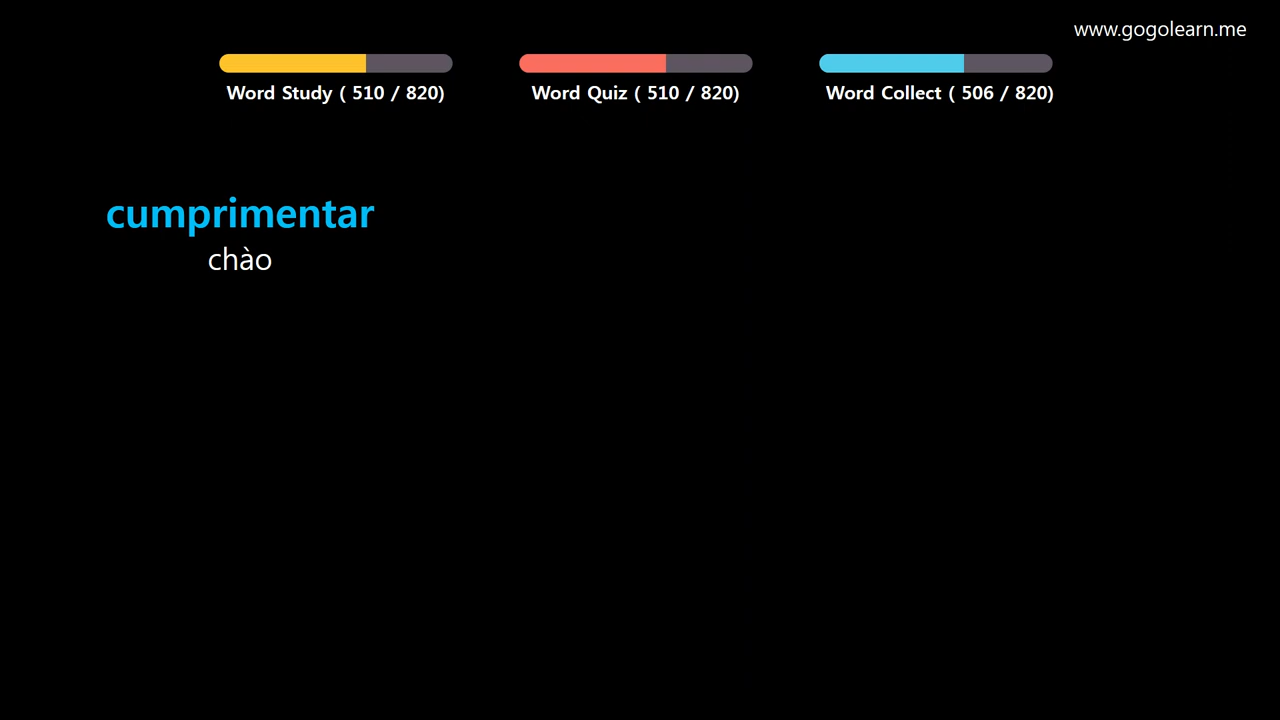 www.gogolearn.me
Word Study ( 510 / 820)
Word Quiz ( 510 / 820)
Word Collect ( 506 / 820)
cumprimentar
chào